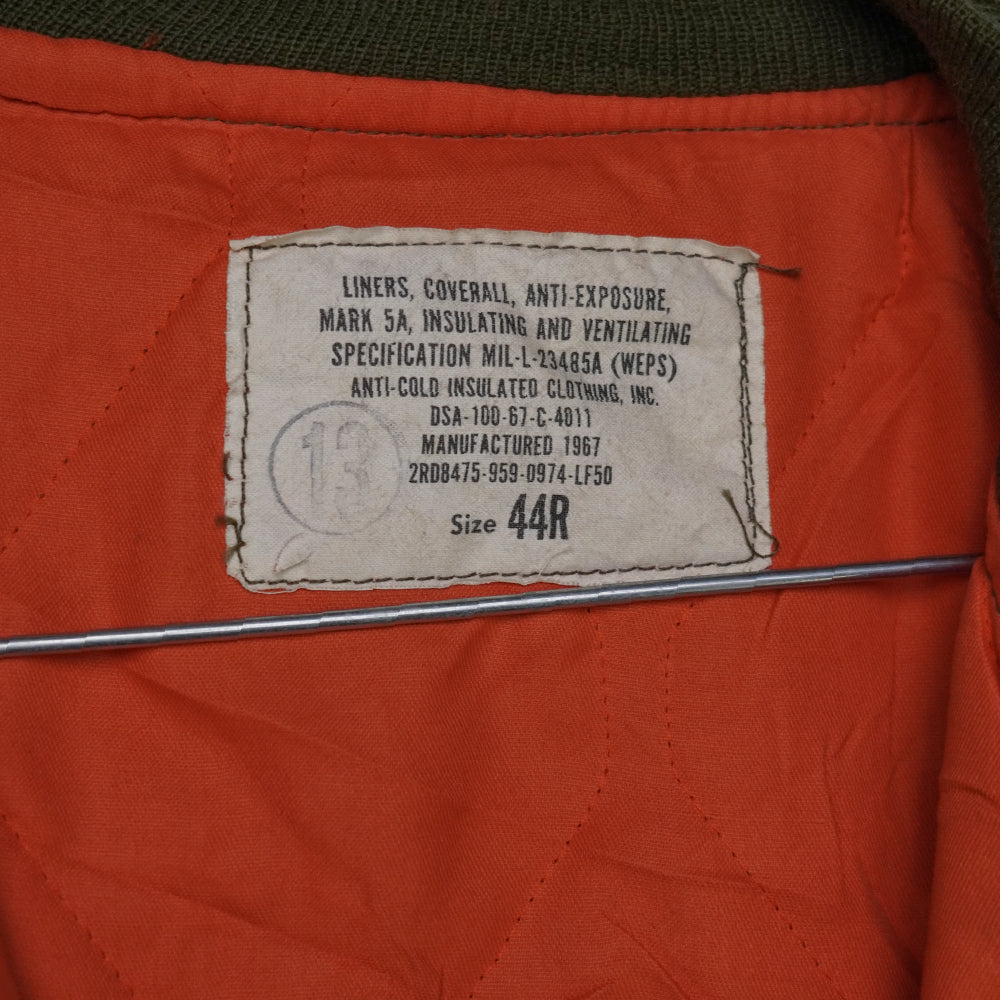 LINERS, COVERALL, ANTI-EXPOSURE,
MARK 5A, INSULATING AND VENTILATING
SPECIFICATION MIL-L-23485A (WEPS)
ANTI-COLD INSULATED CLOTHING, INC.
DSA-100-67-C-4011
MANUFACTURED 1967
2RD8475-959-0974-LF50
13
Size 44R